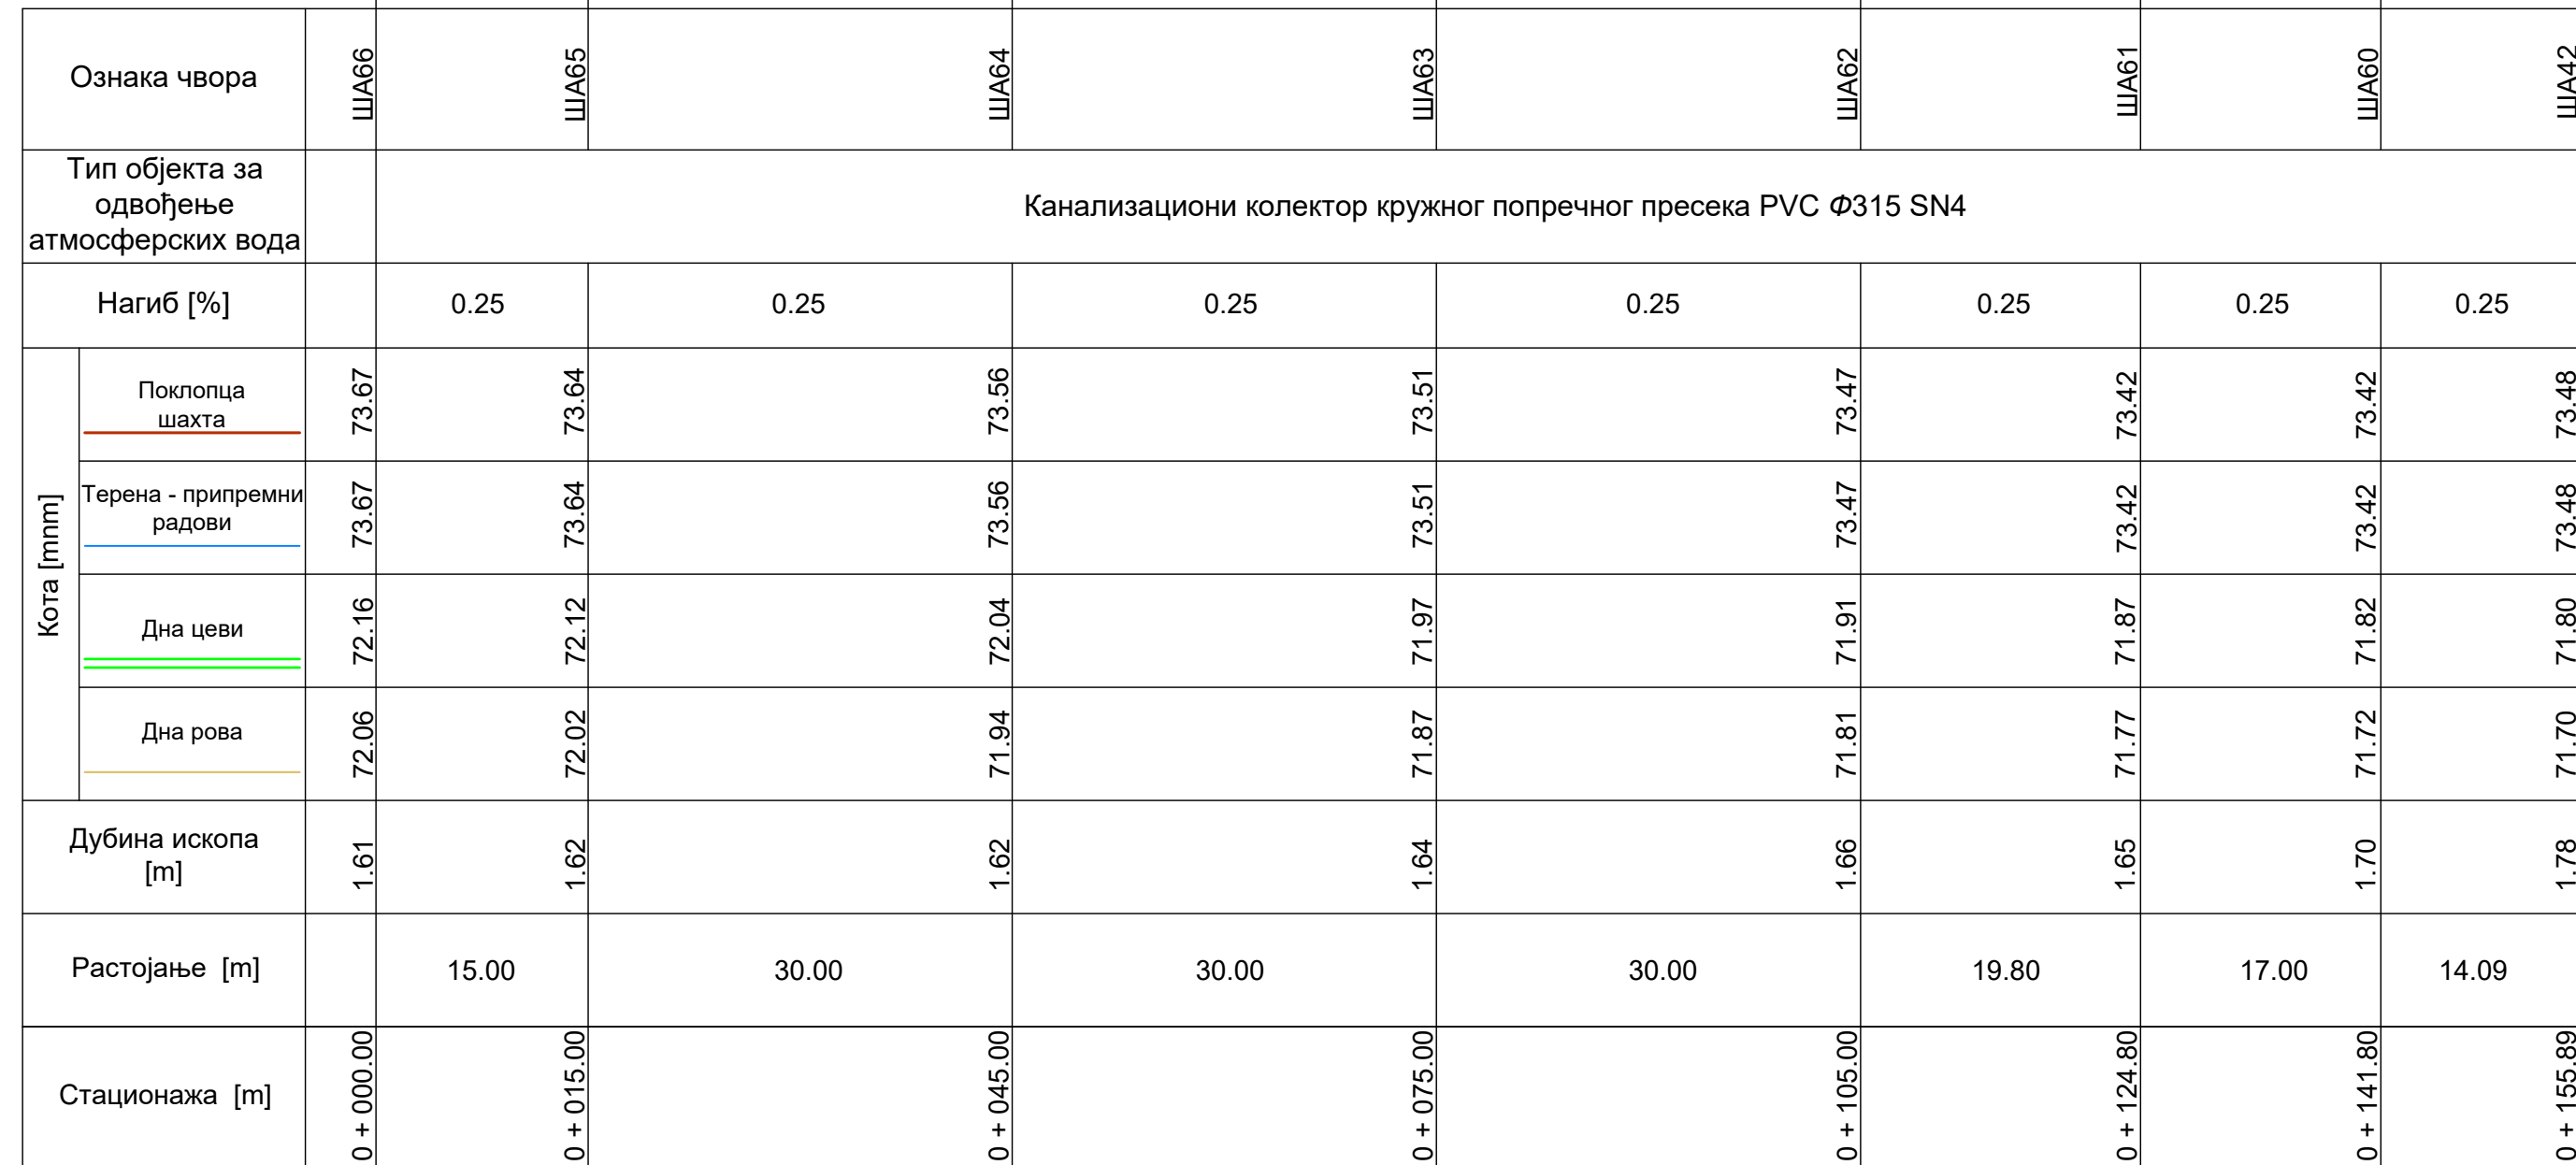 Ознака чвора ША66 ША65 ША64 ША63 ША62 ША61 ША60 ША42
Тип објекта за
одвођење
атмосферских вода
Канализациони колектор кружног попречног пресека PVC Ф315 SN4
Нагиб [%] 0.25 0.25 0.25 0.25 0.25 0.25 0.25
Кота [mnm]
Поклопца
шахта
73.67 73.64 73.56 73.51 73.47 73.42 73.42 73.48
Терена - припремни
радови
73.67 73.64 73.56 73.51 73.47 73.42 73.42 73.48
Дна цеви 72.16 72.12 72.04 71.97 71.91 71.87 71.82 71.80
Дна рова 72.06 72.02 71.94 71.87 71.81 71.77 71.72 71.70
Дубина ископа
[m]
1.61 1.62 1.62 1.64 1.66 1.65 1.70 1.78
Растојање [m] 15.00 30.00 30.00 30.00 19.80 17.00 14.09
Стационажа [m] 0 + 000.00 0 + 015.00 0 + 045.00 0 + 075.00 0 + 105.00 0 + 124.80 0 + 141.80 0 + 155.89